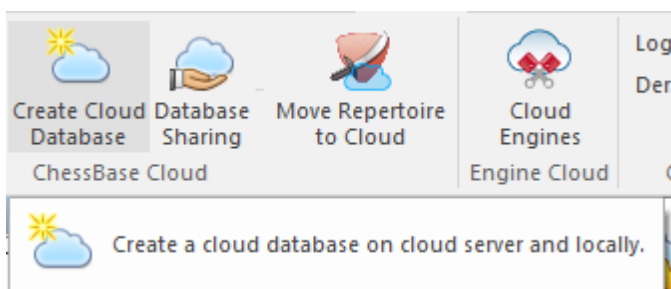 Create Cloud Database
Database Sharing
Move Repertoire to Cloud
Cloud Engines
Log
Der
ChessBase Cloud
Engine Cloud
Create a cloud database on cloud server and locally.